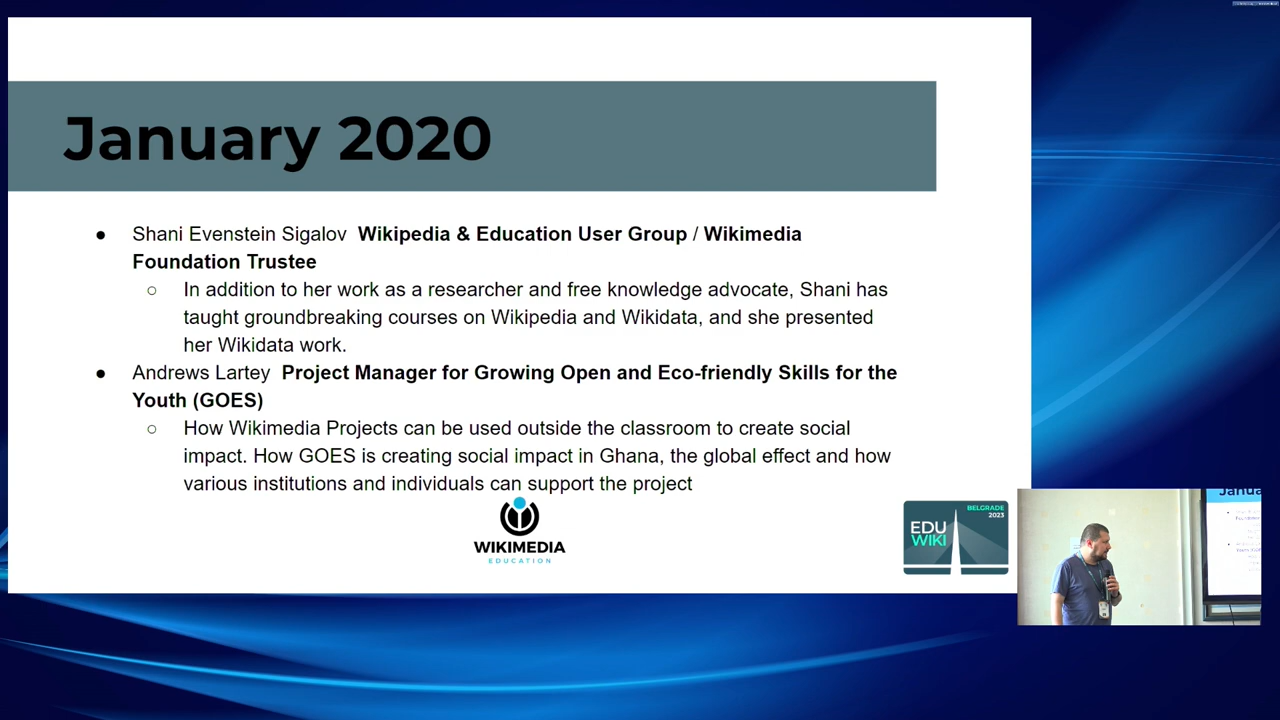 January 2020
● Shani Evenstein Sigalov  Wikipedia & Education User Group / Wikimedia
Foundation Trustee
○ In addition to her work as a researcher and free knowledge advocate, Shani has
taught groundbreaking courses on Wikipedia and Wikidata, and she presented
her Wikidata work.
● Andrews Lartey  Project Manager for Growing Open and Eco-friendly Skills for the
Youth (GOES)
○ How Wikimedia Projects can be used outside the classroom to create social
impact. How GOES is creating social impact in Ghana, the global effect and how
various institutions and individuals can support the project
WIKIMEDIA
EDUCATION
BELGRADE
2023
EDU
WIKI
Janua